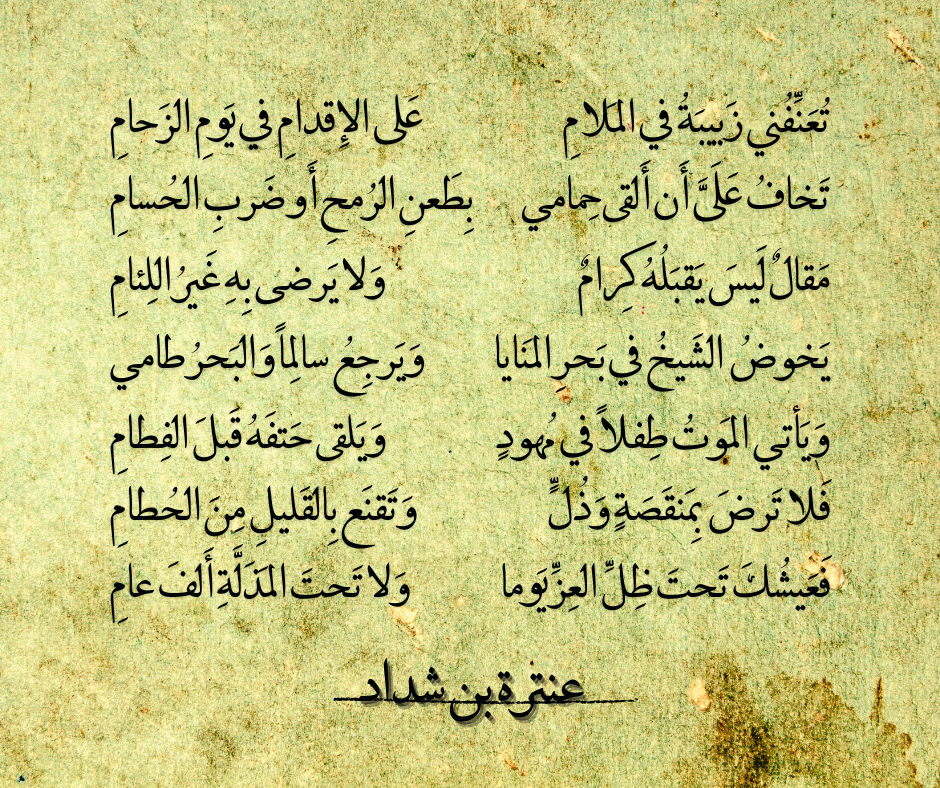 تُعَنِّفُني زَبيبَةُ في المَلامِ عَلى الإِقدامِ في يَومِ الزَحامِ
تَخافُ عَلَيَّ أَن أَلقى حِمامي بِطَعنِ الرُمحِ أَو ضَربِ الحُسامِ
مَقالٌ لَيسَ يَقبَلُهُ كِرامٌ وَلا يَرضى بِهِ غَيرُ اللِئامِ
يَخوضُ الشَيخُ في بَحرِ المَنايا وَيَرجِعُ سالِماً وَالبَحرُ طامي
وَيَأتي المَوتُ طِفلاً في مُهودٍ وَيَلقى حَتفَهُ قَبلَ الفِطامِ
فَلا تَرضَ بِمَنقَصَةٍ وَذُلٍّ وَتَقنَع بِالقَليلِ مِنَ الحُطامِ
فَعَيشُكَ تَحتَ ظِلِّ العِزِّ يَوما وَلا تَحتَ المَذَلَّةِ أَلفَ عامِ
عنترة بن شداد